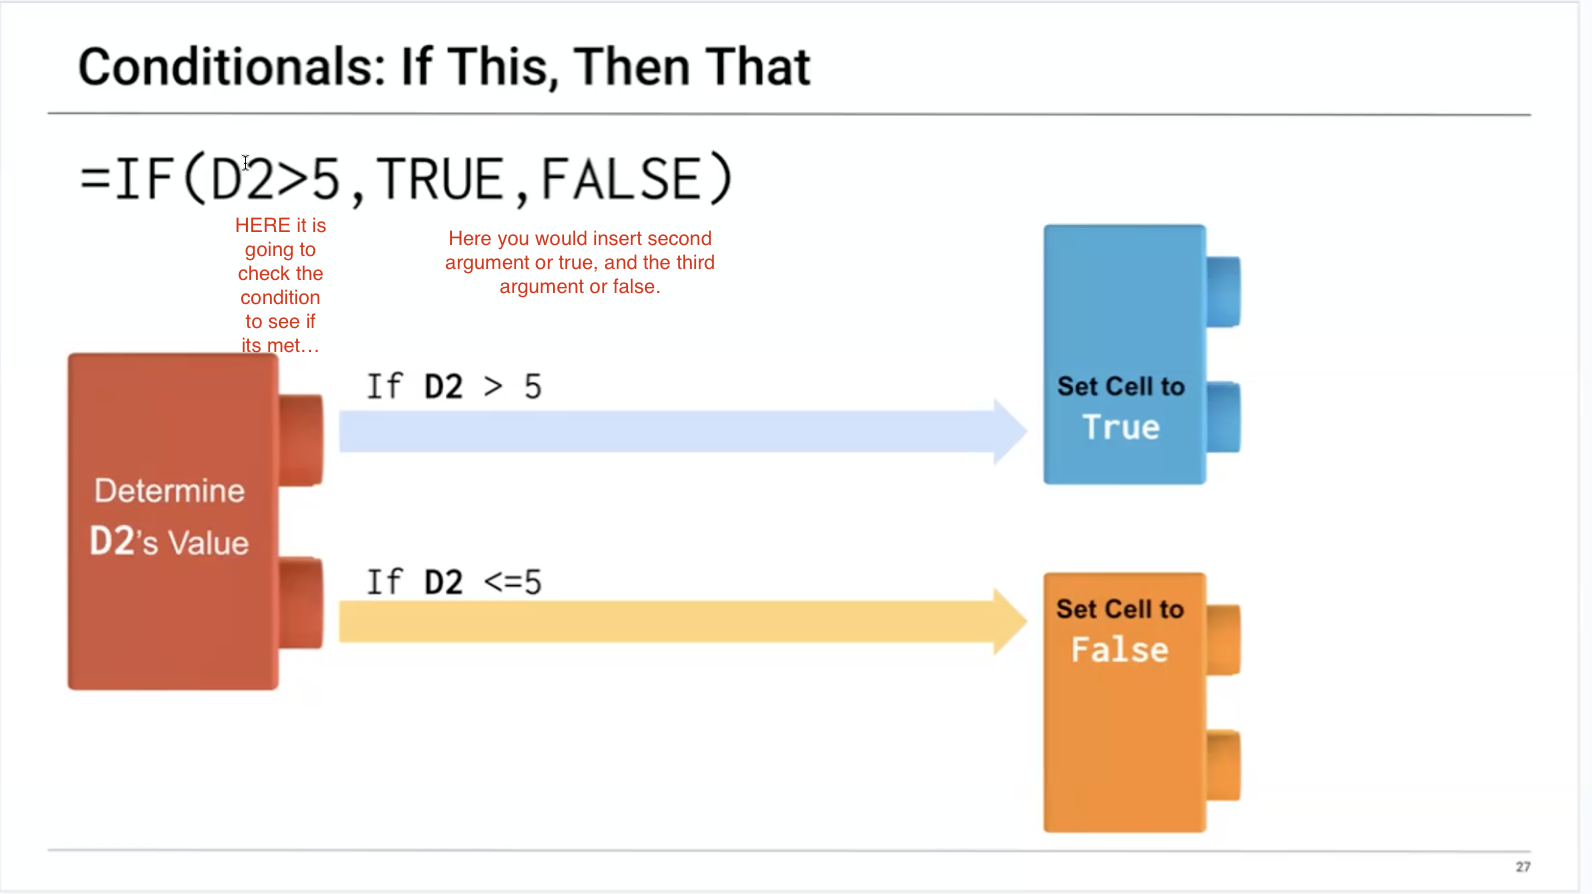 Conditionals: If This, Then That
=IF(D2>5,TRUE,FALSE)
HERE it is
going to
check the
condition
to see if
its met...
Here you would insert second
argument or true, and the third
argument or false.
Determine
D2's Value
If D2 > 5
Set Cell to
True
If D2 <=5
Set Cell to
False
27